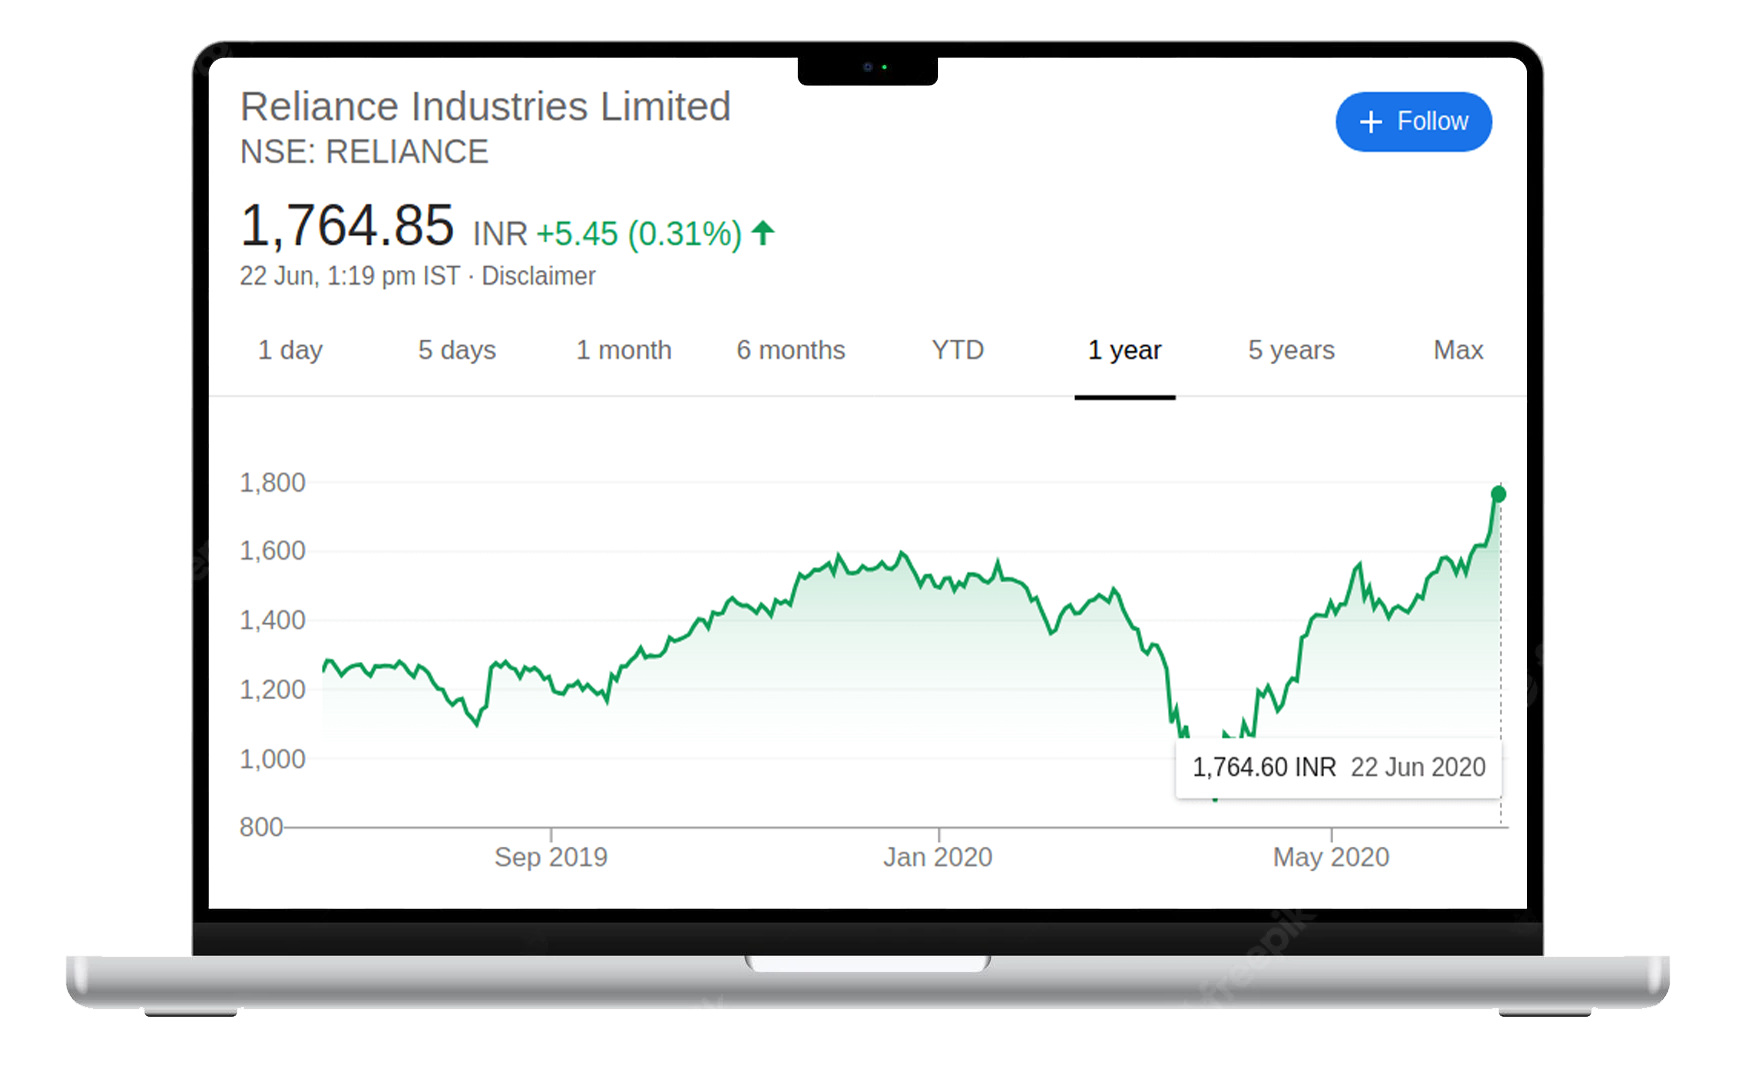 Reliance Industries Limited
+ Follow
NSE: RELIANCE
1,764.85 INR +5.45 (0.31%)
22 Jun, 1:19 pm IST · Disclaimer
1 day 5 days 1 month 6 months YTD 1 year 5 years Max
1,800
1,600
1,400
1,200
1,000
1,764.60 INR 22 Jun 2020
800
Sep 2019 Jan 2020 May 2020
freepik